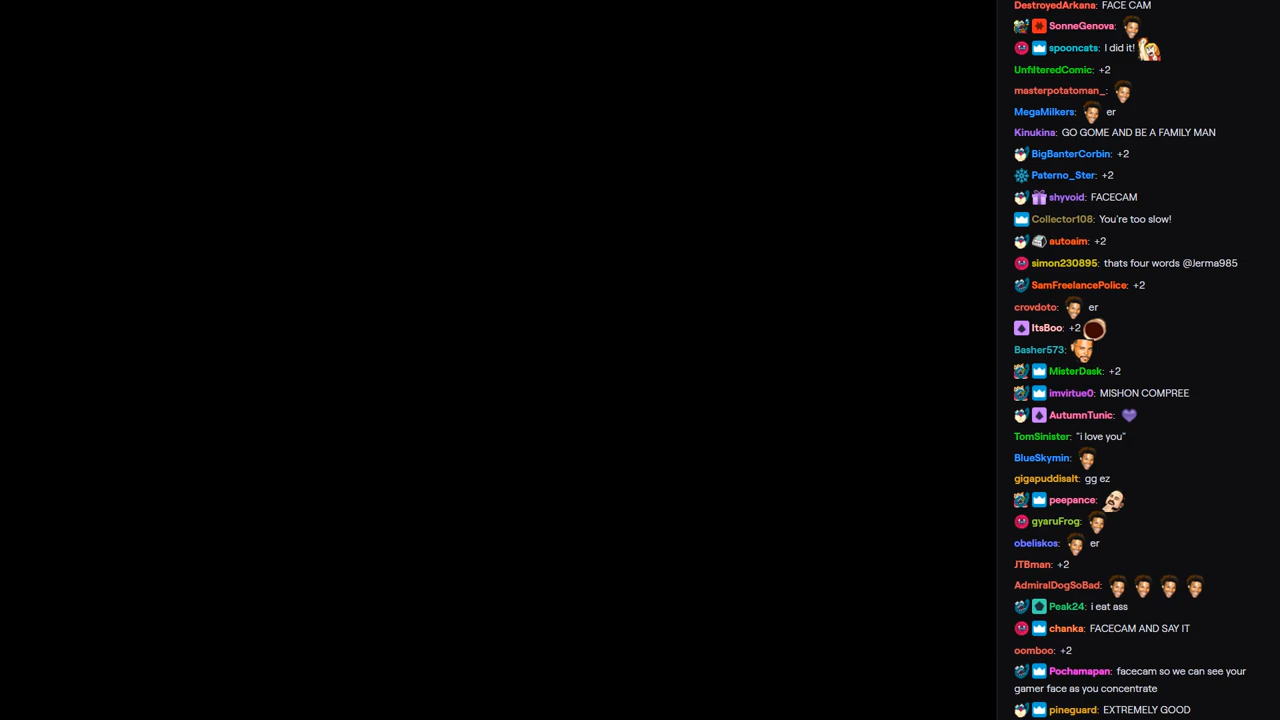 DestroyedArkana: FACE CAM
SonneGenova:
spooncats: I did it!
UnfilteredComic: +2
masterpotatoman_:
MegaMilkers: er
Kinukina: GO GOME AND BE A FAMILY MAN
BigBanterCorbin: +2
Paterno_Ster: +2
shyvoid: FACECAM
Collector108: You're too slow!
autoaim: +2
simon230895: thats four words @Jerma985
SamFreelancePolice: +2
crovdoto: er
ItsBoo: +2
Basher573:
MisterDask: +2
imvirtue0: MISHON COMPREE
AutumnTunic:
TomSinister: "i love you"
BlueSkymin:
gigapuddisalt: gg ez
peepance:
gyaruFrog:
obeliskos: er
JTBman: +2
AdmiralDogSoBad:
Peak24: i eat ass
chanka: FACECAM AND SAY IT
oomboo: +2
Pochamapan: facecam so we can see your
gamer face as you concentrate
pineguard: EXTREMELY GOOD